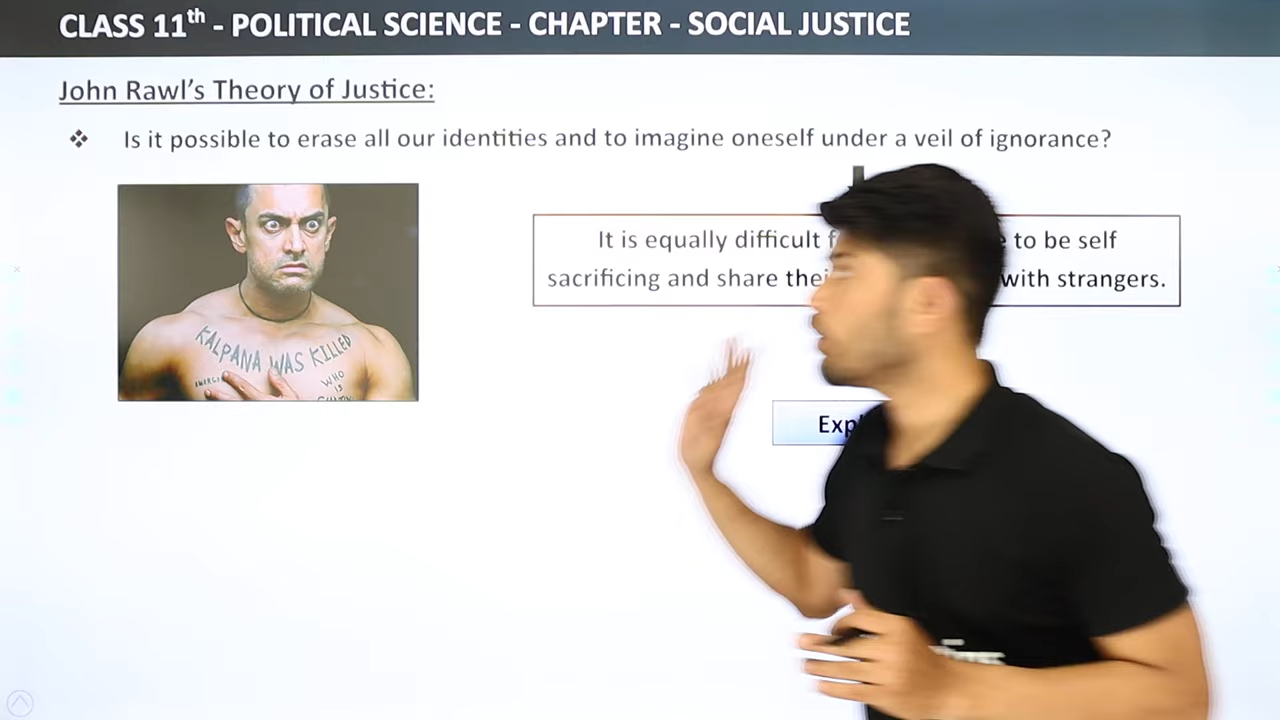 CLASS 11th - POLITICAL SCIENCE - CHAPTER - SOCIAL JUSTICE
John Rawl's Theory of Justice:
❖ Is it possible to erase all our identities and to imagine oneself under a veil of ignorance?
KALPANA WAS KILLED
WHO
IS
It is equally difficult to be self
sacrificing and share with strangers.